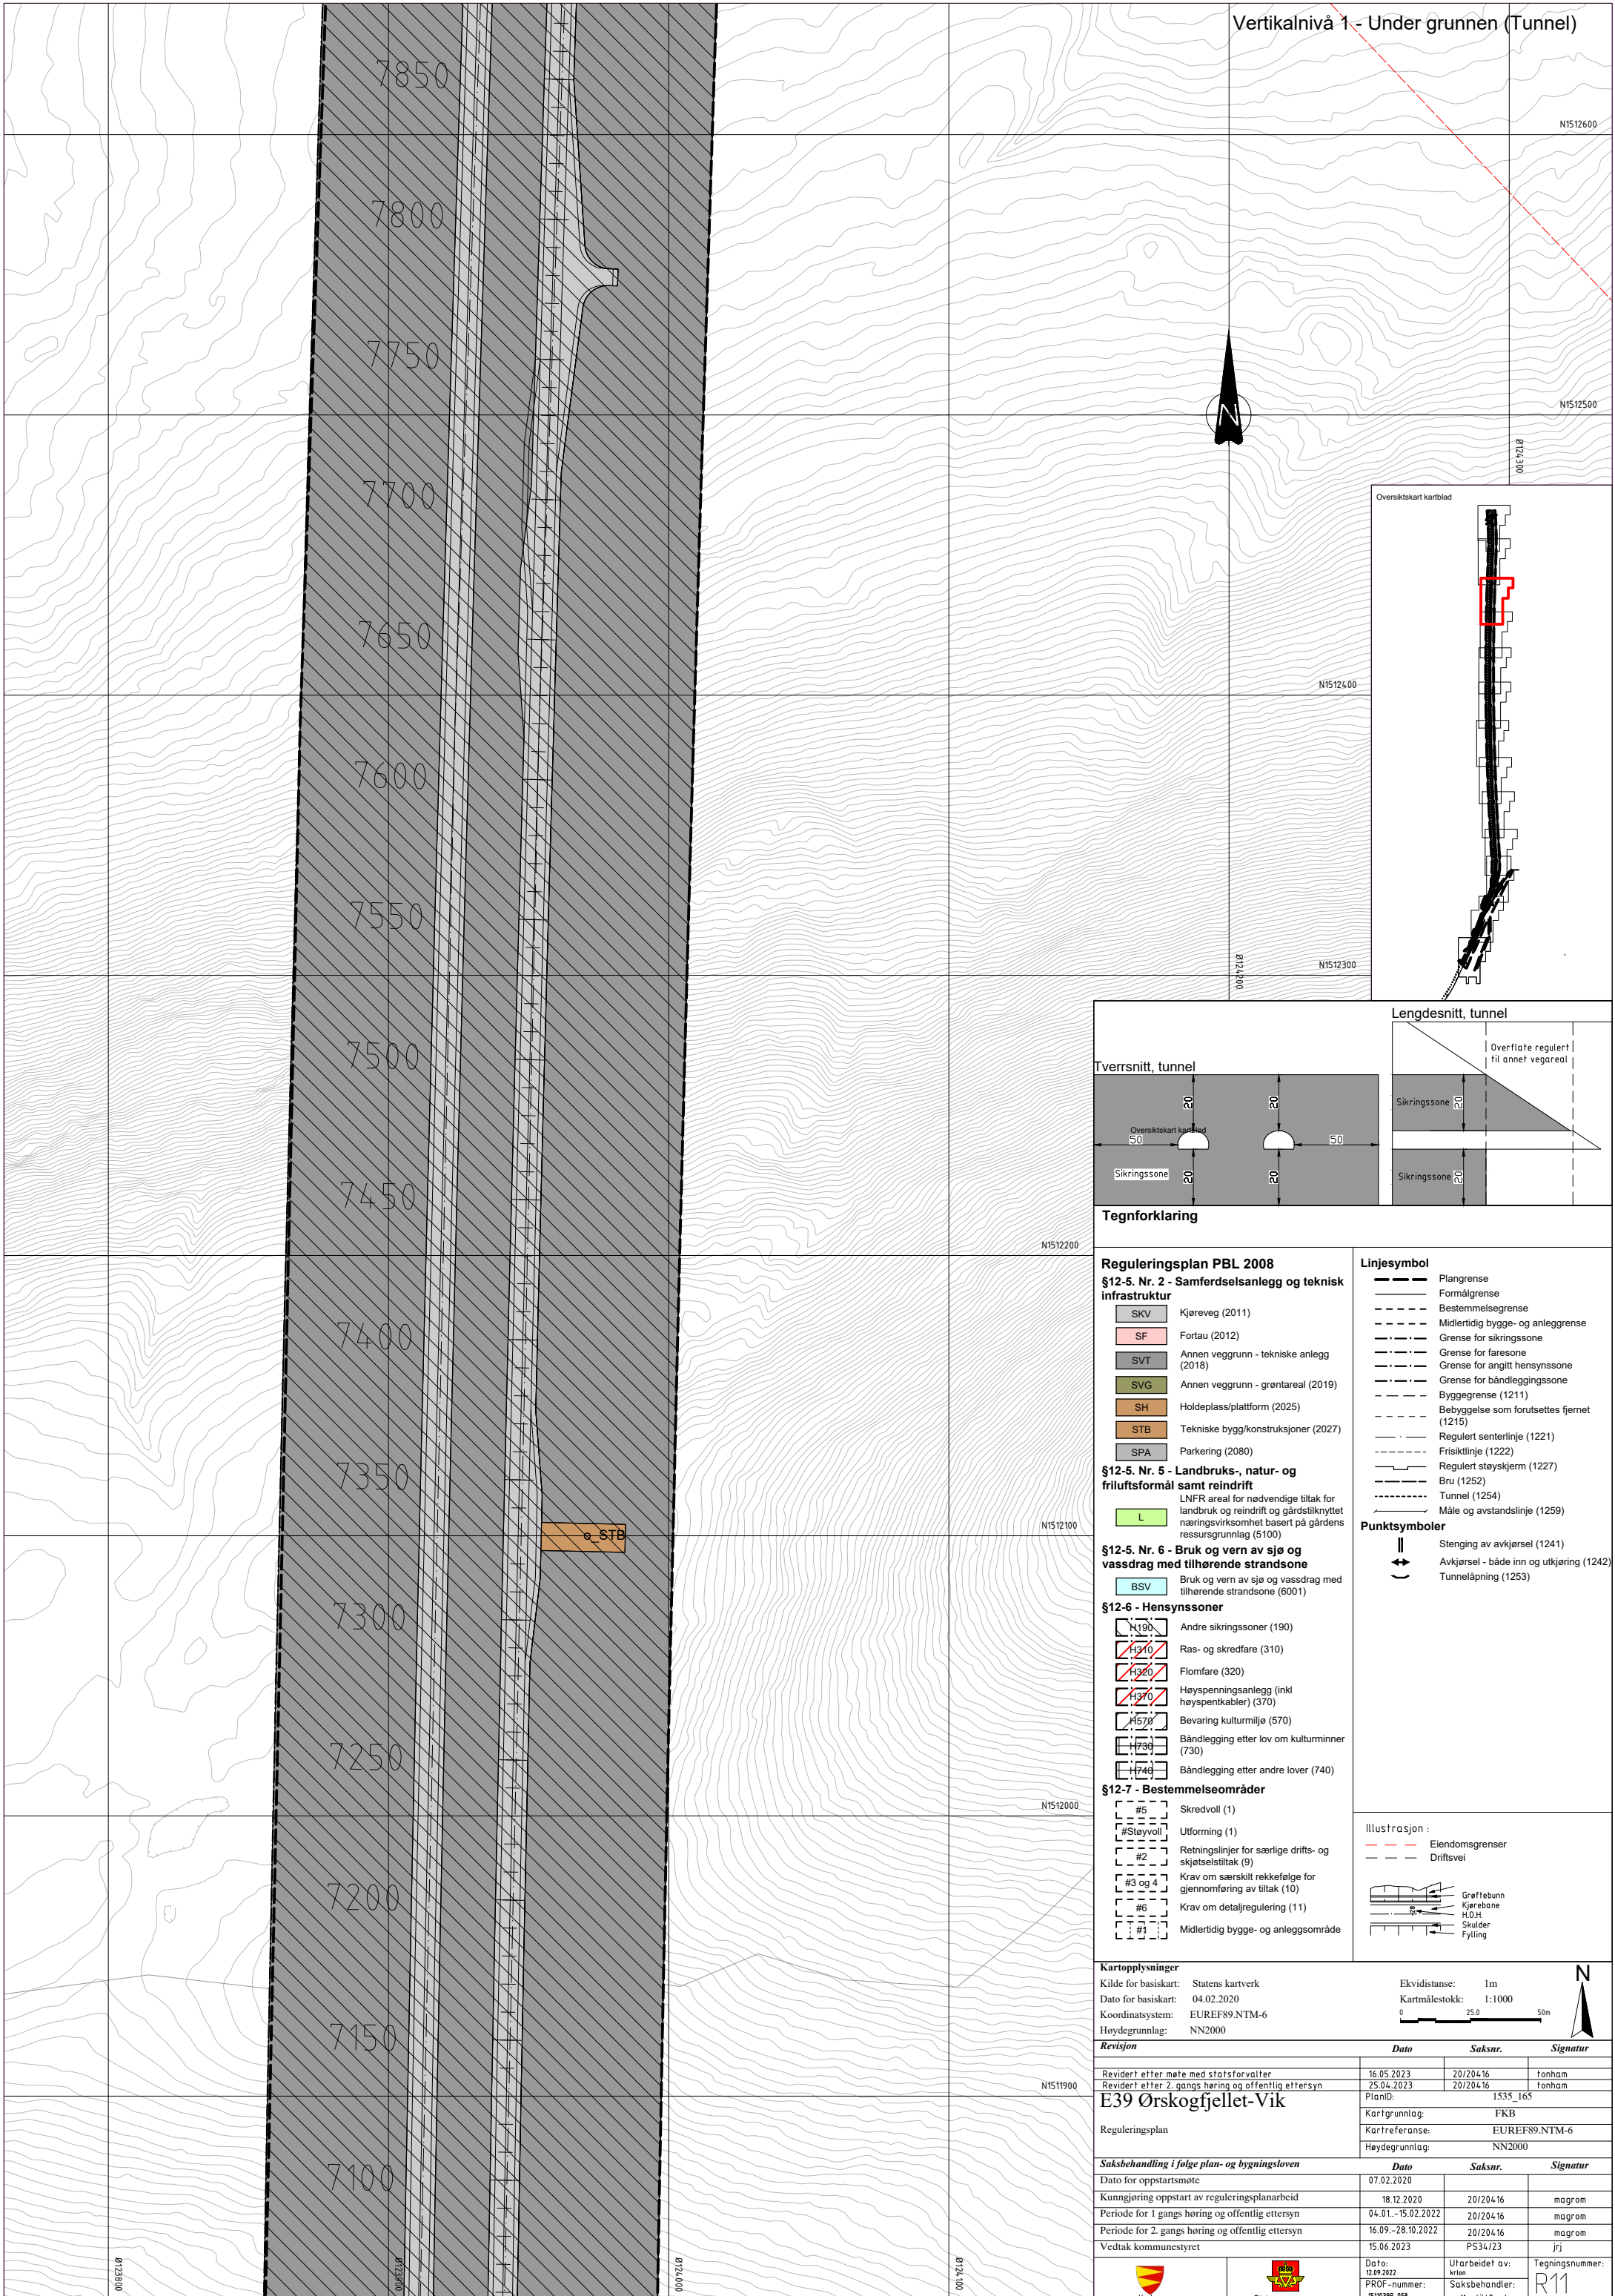 Vertikalnivå 1 - Under grunnen (Tunnel)
7850
7800
7750
7700
7650
7600
7550
7500
7450
7400
7350
7300
7250
7200
7150
7100
o_STB
N1512600
N1512500
N1512400
N1512300
N1512200
N1512100
N1512000
N1511900
Ø123800
Ø123900
Ø124000
Ø124100
Ø124200
Ø124300
N
Oversiktskart kartblad
Tverrsnitt, tunnel
20
20
Oversiktskart kartblad
50
50
Sikringssone
20
20
Lengdesnitt, tunnel
Overflate regulert
til annet vegareal
Sikringssone
20
Sikringssone
20
Tegnforklaring
Reguleringsplan PBL 2008
§12-5. Nr. 2 - Samferdselsanlegg og teknisk
infrastruktur
SKV Kjøreveg (2011)
SF Fortau (2012)
SVT Annen veggrunn - tekniske anlegg
(2018)
SVG Annen veggrunn - grøntareal (2019)
SH Holdeplass/plattform (2025)
STB Tekniske bygg/konstruksjoner (2027)
SPA Parkering (2080)
§12-5. Nr. 5 - Landbruks-, natur- og
friluftsformål samt reindrift
L LNFR areal for nødvendige tiltak for
landbruk og reindrift og gårdstilknyttet
næringsvirksomhet basert på gårdens
ressursgrunnlag (5100)
§12-5. Nr. 6 - Bruk og vern av sjø og
vassdrag med tilhørende strandsone
BSV Bruk og vern av sjø og vassdrag med
tilhørende strandsone (6001)
§12-6 - Hensynssoner
H190 Andre sikringssoner (190)
H310 Ras- og skredfare (310)
H320 Flomfare (320)
H370 Høyspenningsanlegg (inkl
høyspentkabler) (370)
H570 Bevaring kulturmiljø (570)
H730 Båndlegging etter lov om kulturminner
(730)
H740 Båndlegging etter andre lover (740)
§12-7 - Bestemmelseområder
#5 Skredvoll (1)
#Støyvoll Utforming (1)
#2 Retningslinjer for særlige drifts- og
skjøtselstiltak (9)
#3 og 4 Krav om særskilt rekkefølge for
gjennomføring av tiltak (10)
#6 Krav om detaljregulering (11)
#1 Midlertidig bygge- og anleggsområde
Linjesymbol
Plangrense
Formålgrense
Bestemmelsegrense
Midlertidig bygge- og anleggrense
Grense for sikringssone
Grense for faresone
Grense for angitt hensynssone
Grense for båndleggingssone
Byggegrense (1211)
Bebyggelse som forutsettes fjernet
(1215)
Regulert senterlinje (1221)
Frisiktlinje (1222)
Regulert støyskjerm (1227)
Bru (1252)
Tunnel (1254)
Måle og avstandslinje (1259)
Punktsymboler
Stenging av avkjørsel (1241)
Avkjørsel - både inn og utkjøring (1242)
Tunnelåpning (1253)
Illustrasjon :
Eiendomsgrenser
Driftsvei
Grøftebunn
Kjørebane
H.O.H.
Skulder
Fylling
Kartopplysninger
Kilde for basiskart: Statens kartverk
Dato for basiskart: 04.02.2020
Koordinatsystem: EUREF89.NTM-6
Høydegrunnlag: NN2000
Ekvidistanse: 1m
Kartmålestokk: 1:1000
0 25.0 50m
N
Revisjon Dato Saksnr. Signatur
Revidert etter møte med statsforvalter 16.05.2023 20/20416 tonham
Revidert etter 2. gangs høring og offentlig ettersyn 25.04.2023 20/20416 tonham
E39 Ørskogfjellet-Vik
Reguleringsplan
PlanID: 1535_165
Kartgrunnlag: FKB
Kartreferanse: EUREF89.NTM-6
Høydegrunnlag: NN2000
Saksbehandling i følge plan- og bygningsloven Dato Saksnr. Signatur
Dato for oppstartsmøte 07.02.2020
Kunngjøring oppstart av reguleringsplanarbeid 18.12.2020 20/20416 magrom
Periode for 1 gangs høring og offentlig ettersyn 04.01.-15.02.2022 20/20416 magrom
Periode for 2. gangs høring og offentlig ettersyn 16.09.-28.10.2022 20/20416 magrom
Vedtak kommunestyret 15.06.2023 PS34/23 jrj
Dato:
12.09.2022
Utarbeidet av:
krlon
Tegningsnummer:
R11
PROF-nummer:
Saksbehandler: